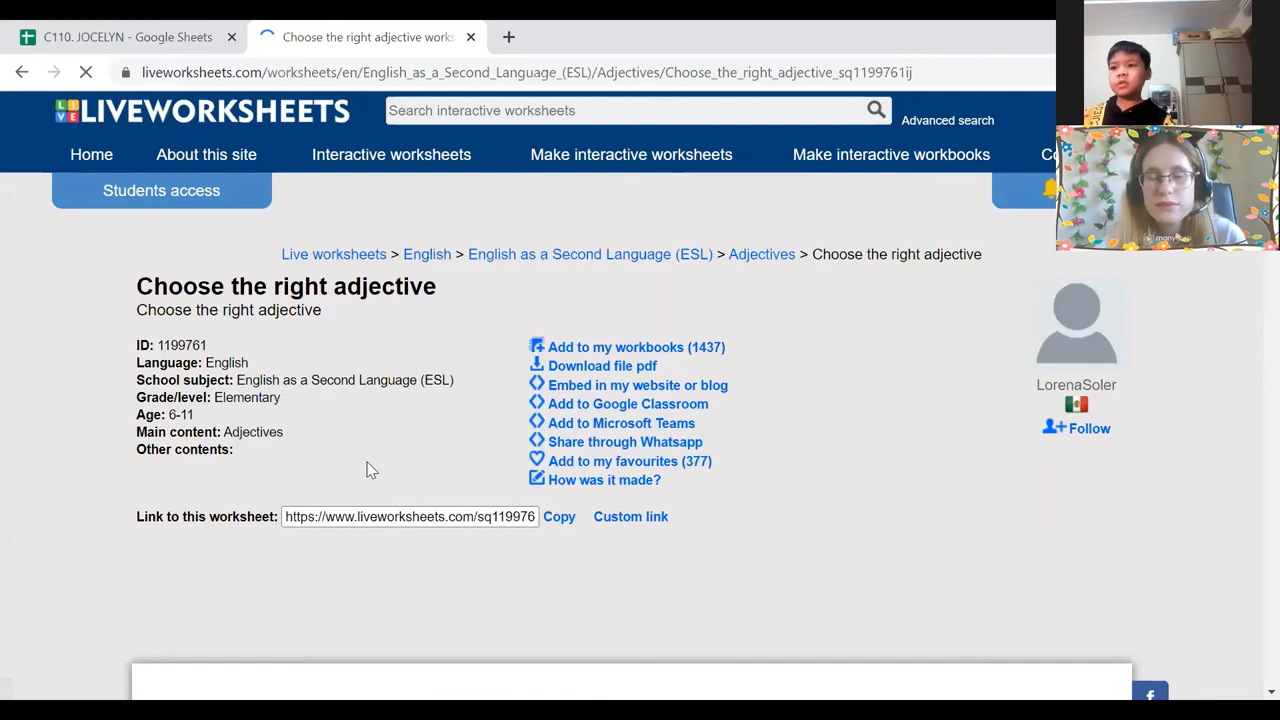 C110. JOCELYN - Google Sheets
Choose the right adjective works
liveworksheets.com/worksheets/en/English_as_a_Second_Language_(ESL)/Adjectives/Choose_the_right_adjective_sq1199761ij
LIVEWORKSHEETS
Search interactive worksheets
Advanced search
Home
About this site
Interactive worksheets
Make interactive worksheets
Make interactive workbooks
Students access
Live worksheets > English > English as a Second Language (ESL) > Adjectives > Choose the right adjective
Choose the right adjective
Choose the right adjective
ID: 1199761
Language: English
School subject: English as a Second Language (ESL)
Grade/level: Elementary
Age: 6-11
Main content: Adjectives
Other contents:
Add to my workbooks (1437)
Download file pdf
Embed in my website or blog
Add to Google Classroom
Add to Microsoft Teams
Share through Whatsapp
Add to my favourites (377)
How was it made?
LorenaSoler
Follow
Link to this worksheet: https://www.liveworksheets.com/sq119976 Copy Custom link